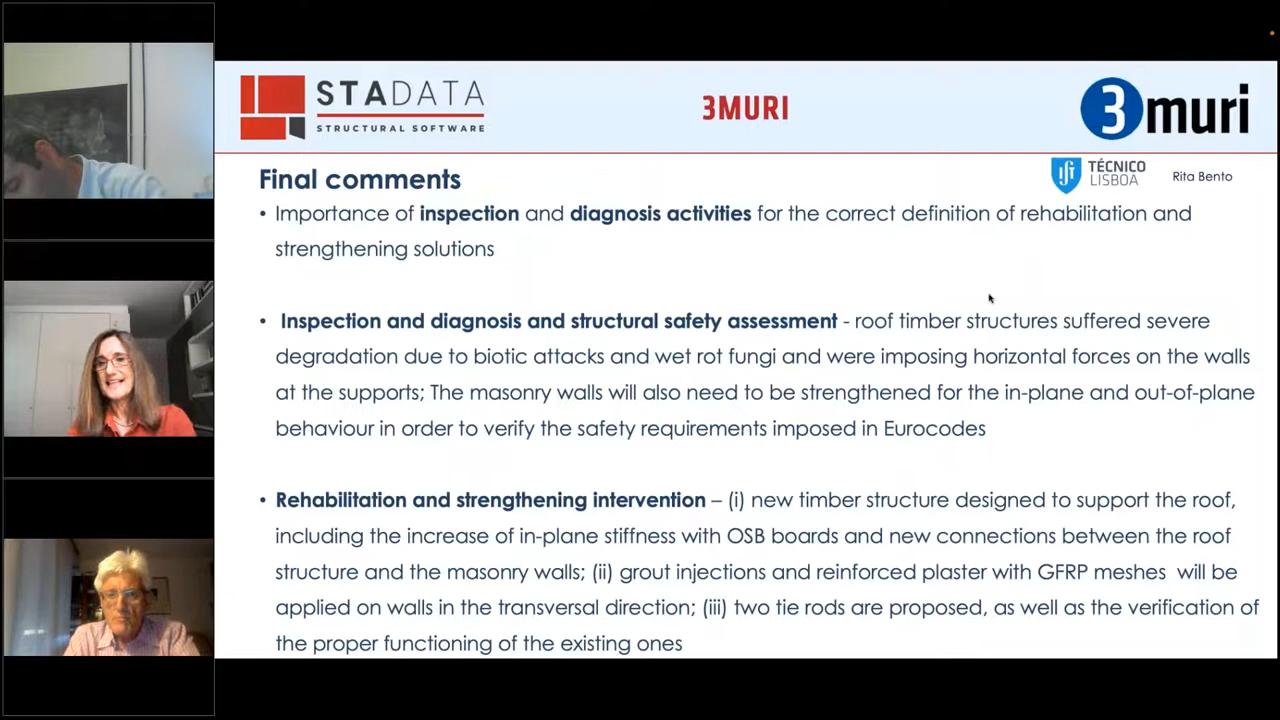 STADATA
STRUCTURAL SOFTWARE
3MURI
3muri
Final comments
TÉCNICO
LISBOA
Rita Bento
• Importance of inspection and diagnosis activities for the correct definition of rehabilitation and
strengthening solutions
• Inspection and diagnosis and structural safety assessment - roof timber structures suffered severe
degradation due to biotic attacks and wet rot fungi and were imposing horizontal forces on the walls
at the supports; The masonry walls will also need to be strengthened for the in-plane and out-of-plane
behaviour in order to verify the safety requirements imposed in Eurocodes
• Rehabilitation and strengthening intervention – (i) new timber structure designed to support the roof,
including the increase of in-plane stiffness with OSB boards and new connections between the roof
structure and the masonry walls; (ii) grout injections and reinforced plaster with GFRP meshes will be
applied on walls in the transversal direction; (iii) two tie rods are proposed, as well as the verification of
the proper functioning of the existing ones